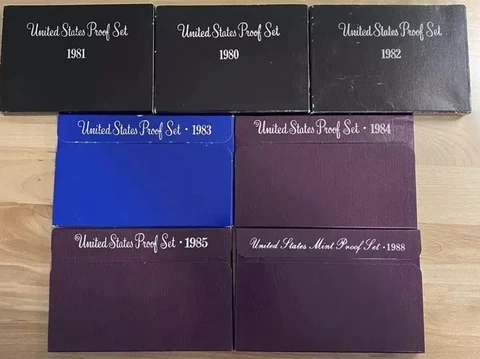 United States Proof Set
1981
United States Proof Set
1980
United States Proof Set
1982
United States Proof Set · 1983
United States Proof Set · 1984
United States Proof Set · 1985
United States Mint Proof Set · 1988